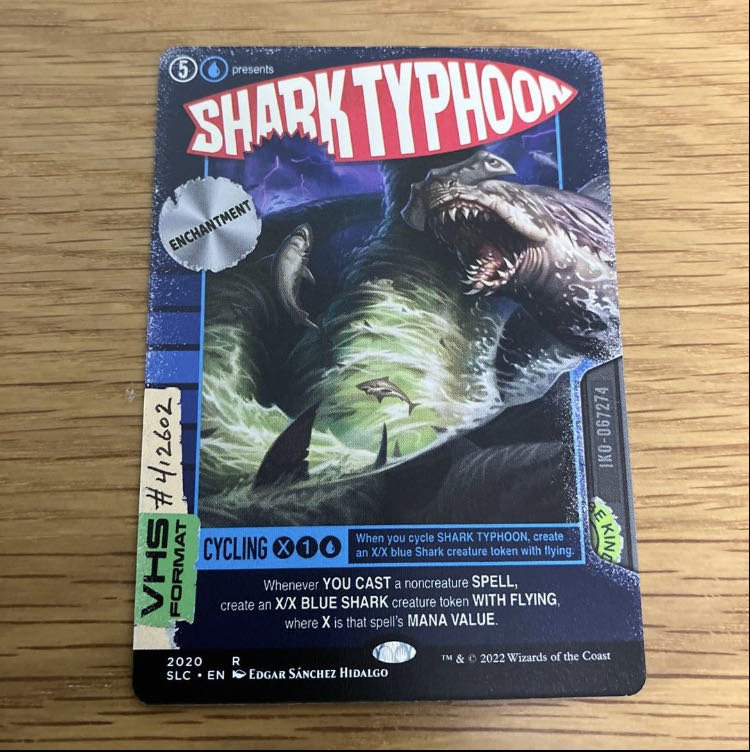 5 presents
SHARK TYPHOON
ENCHANTMENT
#412602
VHS
FORMAT
IKO-067274
E KIND
CYCLING X 1
When you cycle SHARK TYPHOON, create
an X/X blue Shark creature token with flying.
Whenever YOU CAST a noncreature SPELL,
create an X/X BLUE SHARK creature token WITH FLYING,
where X is that spell's MANA VALUE.
2020 R
SLC • EN EDGAR SÁNCHEZ HIDALGO
™ & © 2022 Wizards of the Coast